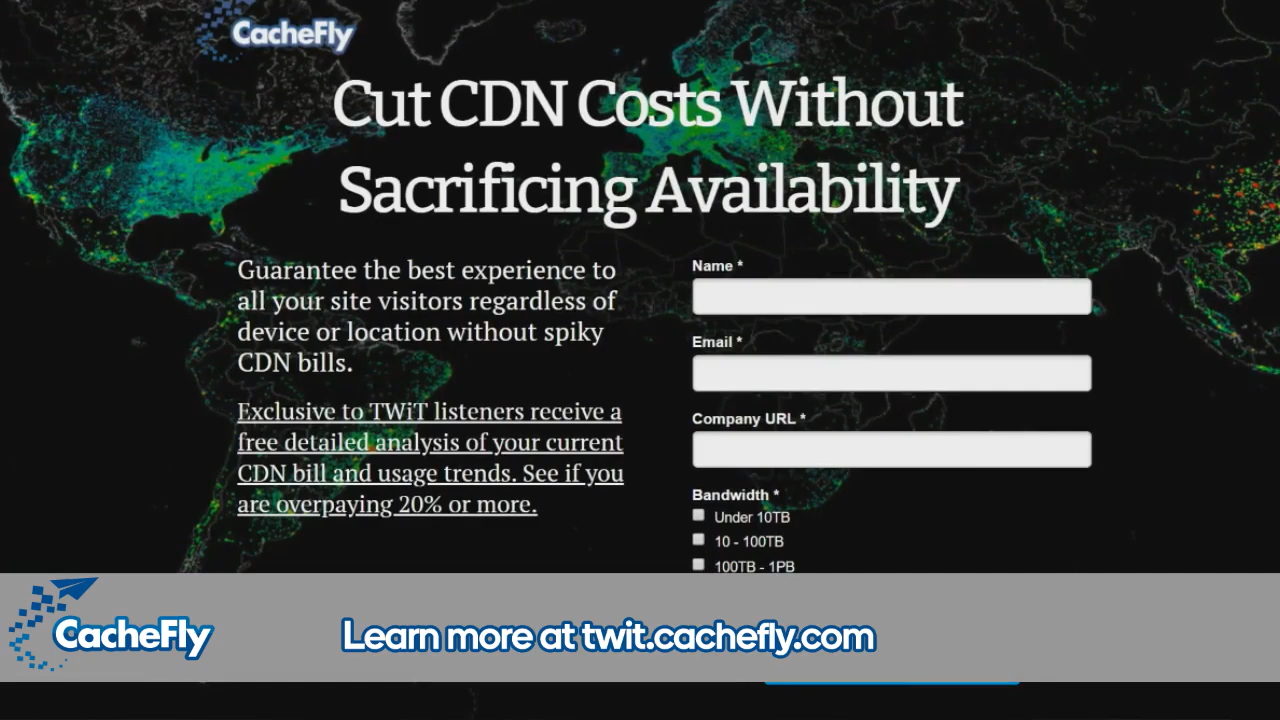 CacheFly
Cut CDN Costs Without
Sacrificing Availability
Guarantee the best experience to
all your site visitors regardless of
device or location without spiky
CDN bills.
Exclusive to TWiT listeners receive a
free detailed analysis of your current
CDN bill and usage trends. See if you
are overpaying 20% or more.
Name *
Email *
Company URL *
Bandwidth *
Under 10TB
10 - 100TB
100TB - 1PB
CacheFly
Learn more at twit.cachefly.com